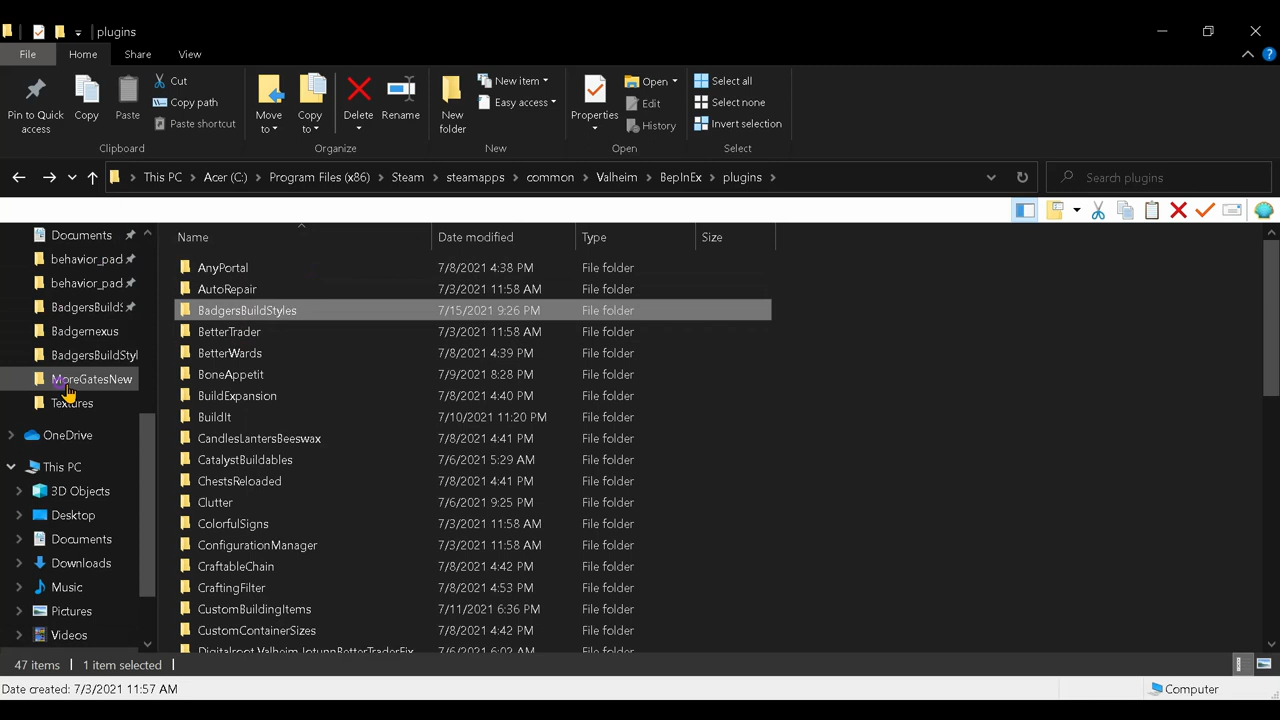 plugins
File Home Share View
Pin to Quick access
Copy
Paste
Cut
Copy path
Paste shortcut
Clipboard
Move to
Copy to
Delete
Rename
Organize
New folder
New item
Easy access
New
Properties
Open
Edit
History
Open
Select all
Select none
Invert selection
Select
This PC > Acer (C:) > Program Files (x86) > Steam > steamapps > common > Valheim > BepInEx > plugins >
Search plugins
Documents
behavior_pad
behavior_pad
BadgersBuildS
Badgernexus
BadgersBuildStyl
MoreGatesNew
Textures
OneDrive
This PC
3D Objects
Desktop
Documents
Downloads
Music
Pictures
Videos
Name Date modified Type Size
AnyPortal 7/8/2021 4:38 PM File folder
AutoRepair 7/3/2021 11:58 AM File folder
BadgersBuildStyles 7/15/2021 9:26 PM File folder
BetterTrader 7/3/2021 11:58 AM File folder
BetterWards 7/8/2021 4:39 PM File folder
BoneAppetit 7/9/2021 8:28 PM File folder
BuildExpansion 7/8/2021 4:40 PM File folder
BuildIt 7/10/2021 11:20 PM File folder
CandlesLantersBeeswax 7/8/2021 4:41 PM File folder
CatalystBuildables 7/6/2021 5:29 AM File folder
ChestsReloaded 7/8/2021 4:41 PM File folder
Clutter 7/6/2021 9:25 PM File folder
ColorfulSigns 7/3/2021 11:58 AM File folder
ConfigurationManager 7/3/2021 11:58 AM File folder
CraftableChain 7/8/2021 4:42 PM File folder
CraftingFilter 7/8/2021 4:53 PM File folder
CustomBuildingItems 7/11/2021 6:36 PM File folder
CustomContainerSizes 7/8/2021 4:42 PM File folder
Digitalroot.Valheim.JotunnBetterTraderFix 7/6/2021 6:02 AM File folder
47 items 1 item selected
Date created: 7/3/2021 11:57 AM
Computer